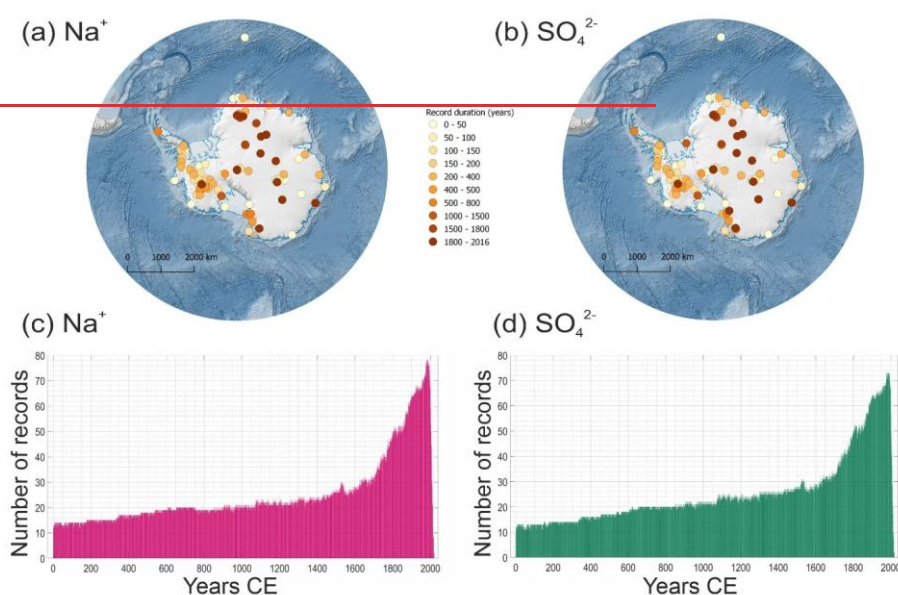 (a) Na⁺
(b) SO₄²⁻
Record duration (years)
0 - 50
50 - 100
100 - 150
150 - 200
200 - 400
400 - 500
500 - 800
1000 - 1500
1500 - 1800
1800 - 2016
0 1000 2000 km
0 1000 2000 km
(c) Na⁺
(d) SO₄²⁻
Number of records
80
70
60
50
40
30
20
10
0
0 200 400 600 800 1000 1200 1400 1600 1800 2000
Years CE
Number of records
80
70
60
50
40
30
20
10
0
0 200 400 600 800 1000 1200 1400 1600 1800 2000
Years CE